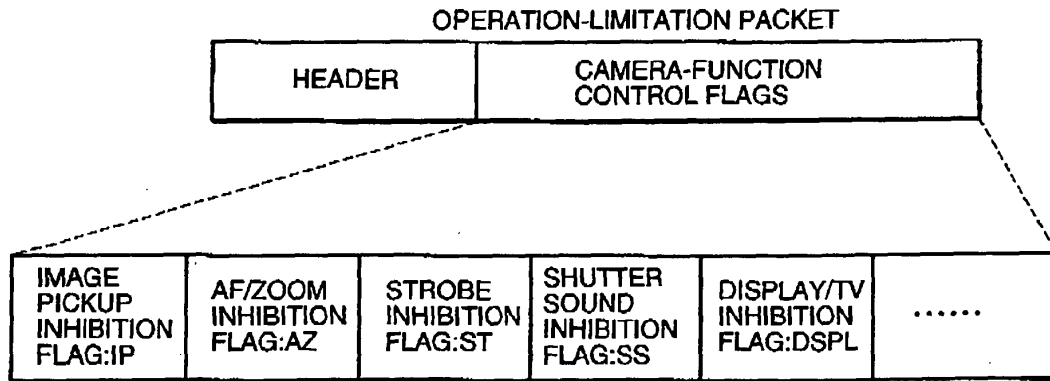 OPERATION-LIMITATION PACKET
HEADER
CAMERA-FUNCTION
CONTROL FLAGS
IMAGE
PICKUP
INHIBITION
FLAG:IP
AF/ZOOM
INHIBITION
FLAG:AZ
STROBE
INHIBITION
FLAG:ST
SHUTTER
SOUND
INHIBITION
FLAG:SS
DISPLAY/TV
INHIBITION
FLAG:DSPL
······